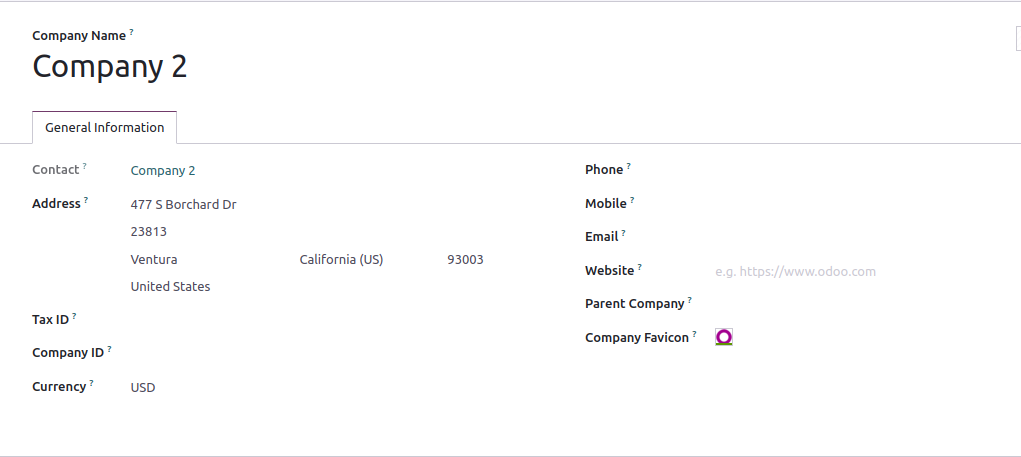 Company Name ?
Company 2
General Information
Contact ? Company 2
Address ? 477 S Borchard Dr
23813
Ventura California (US) 93003
United States
Tax ID ?
Company ID ?
Currency ? USD
Phone ?
Mobile ?
Email ?
Website ? e.g. https://www.odoo.com
Parent Company ?
Company Favicon ?